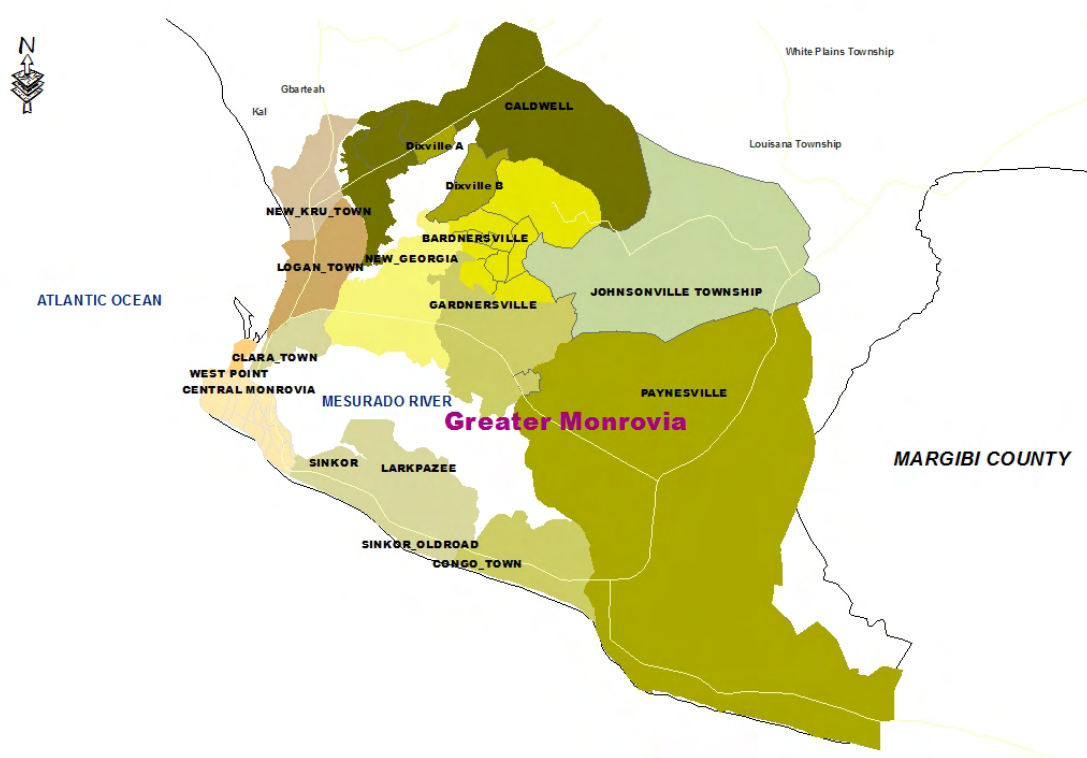 N
White Plains Township
Gbarteah
Kal
CALDWELL
Dixville A
Louisana Township
Dixville B
NEW_KRU_TOWN
BARDNERSVILLE
NEW_GEORGIA
LOGAN_TOWN
JOHNSONVILLE TOWNSHIP
ATLANTIC OCEAN
GARDNERSVILLE
CLARA_TOWN
WEST POINT
CENTRAL MONROVIA
PAYNESVILLE
MESURADO RIVER
Greater Monrovia
MARGIBI COUNTY
SINKOR
LARKPAZEE
SINKOR_OLDROAD
CONGO_TOWN